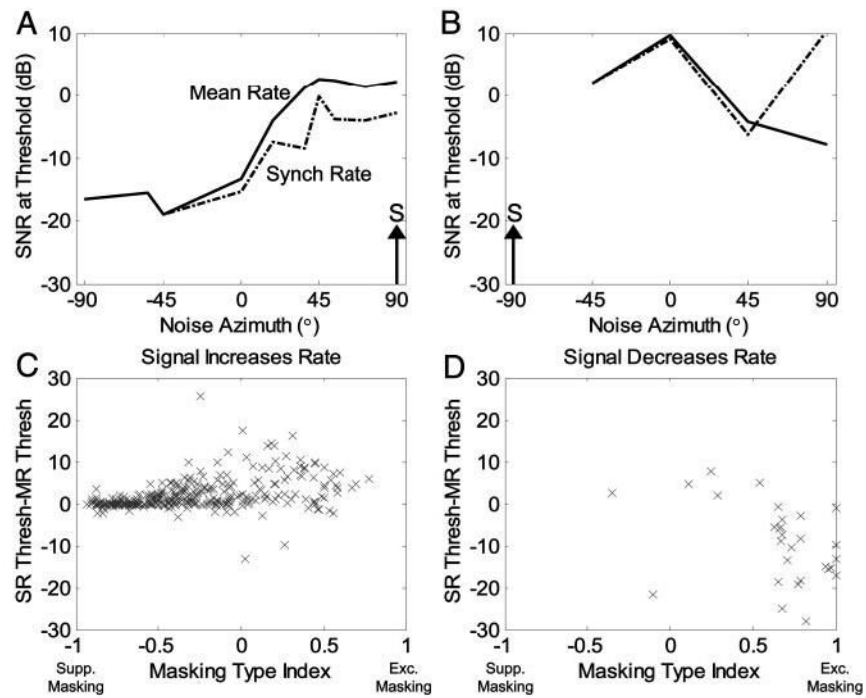 A
SNR at Threshold (dB)
10
0
-10
-20
-30
Mean Rate
Synch Rate
S
-90
-45
0
45
90
Noise Azimuth (°)
B
SNR at Threshold (dB)
10
0
-10
-20
-30
S
-90
-45
0
45
90
Noise Azimuth (°)
C
Signal Increases Rate
SR Thresh-MR Thresh
30
20
10
0
-10
-20
-30
-1
-0.5
0
0.5
1
Supp.
Masking
Masking Type Index
Exc.
Masking
D
Signal Decreases Rate
SR Thresh-MR Thresh
30
20
10
0
-10
-20
-30
-1
-0.5
0
0.5
1
Supp.
Masking
Masking Type Index
Exc.
Masking